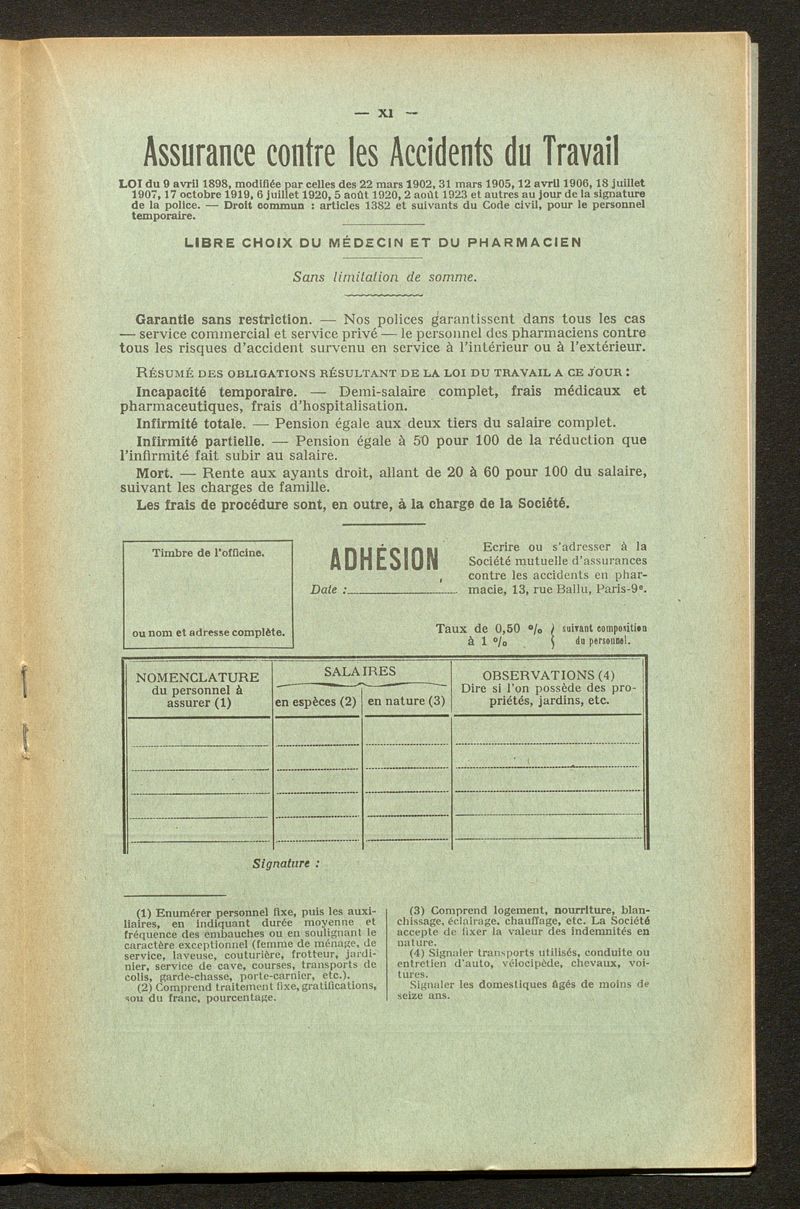 — XI —
Assurance contre les Accidents du Travail
LOI du 9 avril 1898, modifiée par celles des 22 mars 1902, 31 mars 1905, 12 avril 1906, 18 juillet
1907, 17 octobre 1919, 6 juillet 1920, 5 août 1920, 2 août 1923 et autres au jour de la signature
de la police. — Droit commun : articles 1382 et suivants du Code civil, pour le personnel
temporaire.
LIBRE CHOIX DU MÉDECIN ET DU PHARMACIEN
Sans limitation de somme.
Garantie sans restriction. — Nos polices garantissent dans tous les cas
— service commercial et service privé — le personnel des pharmaciens contre
tous les risques d'accident survenu en service à l'intérieur ou à l'extérieur.
RÉSUMÉ DES OBLIGATIONS RÉSULTANT DE LA LOI DU TRAVAIL A CE JOUR :
Incapacité temporaire. — Demi-salaire complet, frais médicaux et
pharmaceutiques, frais d'hospitalisation.
Infirmité totale. — Pension égale aux deux tiers du salaire complet.
Infirmité partielle. — Pension égale à 50 pour 100 de la réduction que
l'infirmité fait subir au salaire.
Mort. — Rente aux ayants droit, allant de 20 à 60 pour 100 du salaire,
suivant les charges de famille.
Les frais de procédure sont, en outre, à la charge de la Société.
Timbre de l'officine.
ou nom et adresse complète.
ADHÉSION
Date :
Ecrire ou s'adresser à la
Société mutuelle d'assurances
contre les accidents en phar-
macie, 13, rue Ballu, Paris-9e.
Taux de 0,50 % } suivant composition
à 1 % } du personnel.
NOMENCLATURE
du personnel à
assurer (1)
SALAIRES
en espèces (2)
en nature (3)
OBSERVATIONS (4)
Dire si l'on possède des pro-
priétés, jardins, etc.
Signature :
(1) Enumérer personnel fixe, puis les auxi-
liaires, en indiquant durée moyenne et
fréquence des embauches ou en soulignant le
caractère exceptionnel (femme de ménage, de
service, laveuse, couturière, frotteur, jardi-
nier, service de cave, courses, transports de
colis, garde-chasse, porte-carnier, etc.).
(2) Comprend traitement fixe, gratifications,
sou du franc, pourcentage.
(3) Comprend logement, nourriture, blan-
chissage, éclairage, chauffage, etc. La Société
accepte de fixer la valeur des indemnités en
nature.
(4) Signaler transports utilisés, conduite ou
entretien d'auto, vélocipède, chevaux, voi-
tures.
Signaler les domestiques âgés de moins de
seize ans.